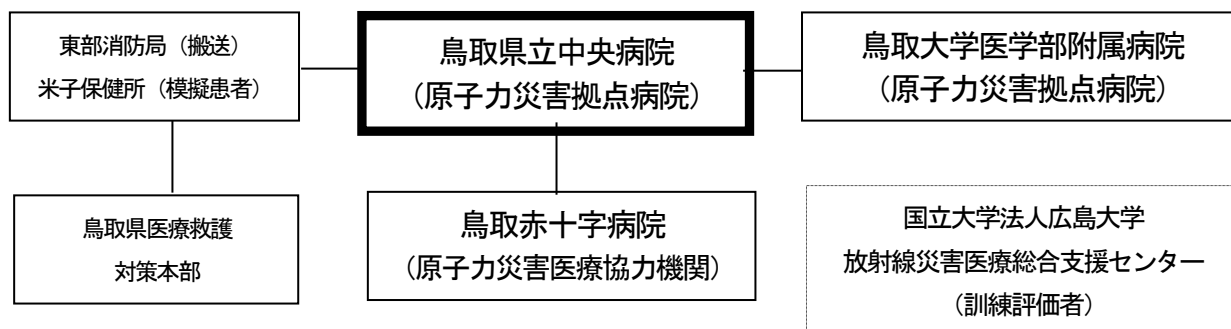 東部消防局（搬送）
米子保健所（模擬患者）
鳥取県立中央病院
（原子力災害拠点病院）
鳥取大学医学部附属病院
（原子力災害拠点病院）
鳥取県医療救護
対策本部
鳥取赤十字病院
（原子力災害医療協力機関）
国立大学法人広島大学
放射線災害医療総合支援センター
（訓練評価者）